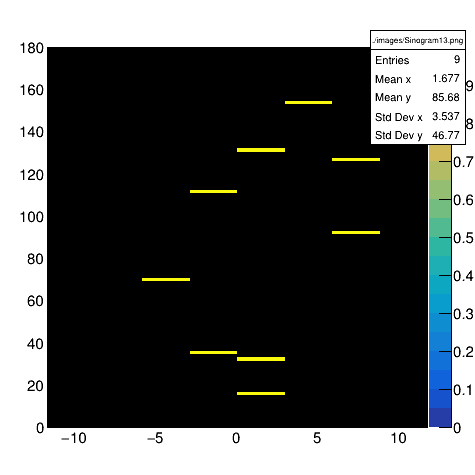 ./images/Sinogram13.png
Entries 9
Mean x 1.677
Mean y 85.68
Std Dev x 3.537
Std Dev y 46.77
180
160
140
120
100
80
60
40
20
0
−10 −5 0 5 10
9
8
0.7
0.6
0.5
0.4
0.3
0.2
0.1
0